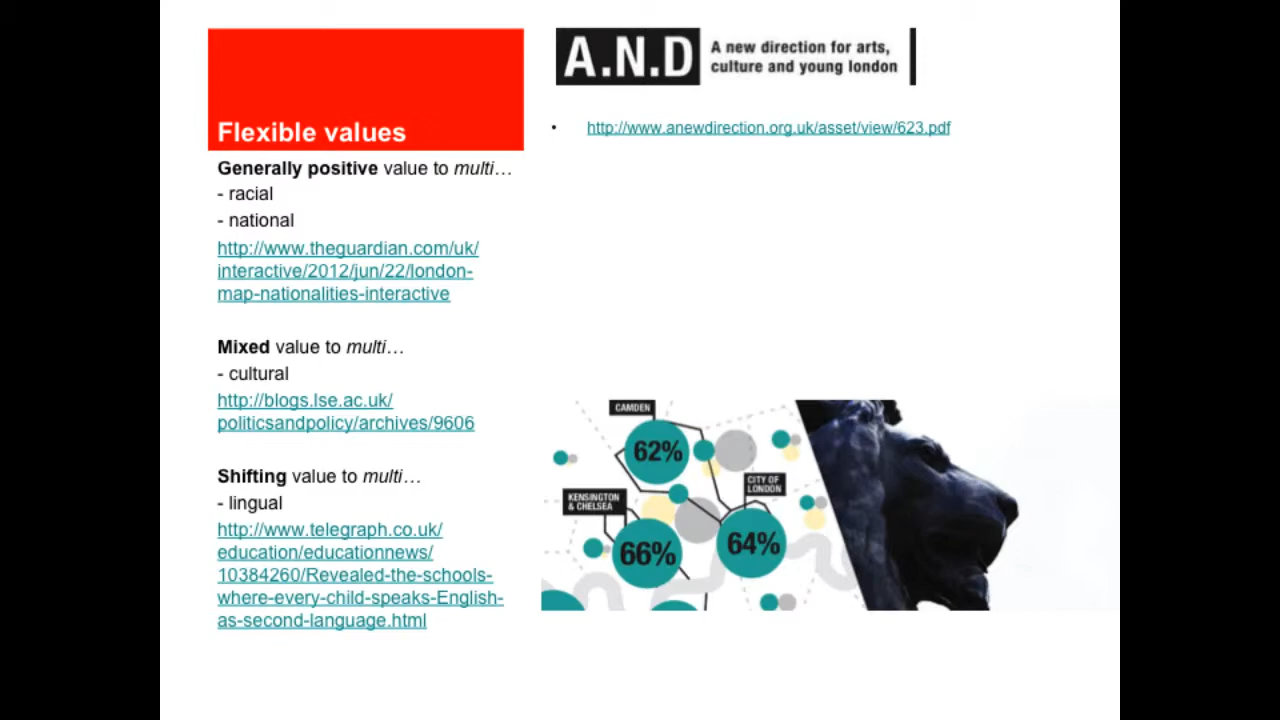 Flexible values
Generally positive value to multi…
- racial
- national
http://www.theguardian.com/uk/
interactive/2012/jun/22/london-
map-nationalities-interactive
Mixed value to multi…
- cultural
http://blogs.lse.ac.uk/
politicsandpolicy/archives/9606
Shifting value to multi…
- lingual
http://www.telegraph.co.uk/
education/educationnews/
10384260/Revealed-the-schools-
where-every-child-speaks-English-
as-second-language.html
A.N.D
A new direction for arts,
culture and young london
• http://www.anewdirection.org.uk/asset/view/623.pdf
CAMDEN
62%
KENSINGTON
& CHELSEA
66%
CITY OF
LONDON
64%